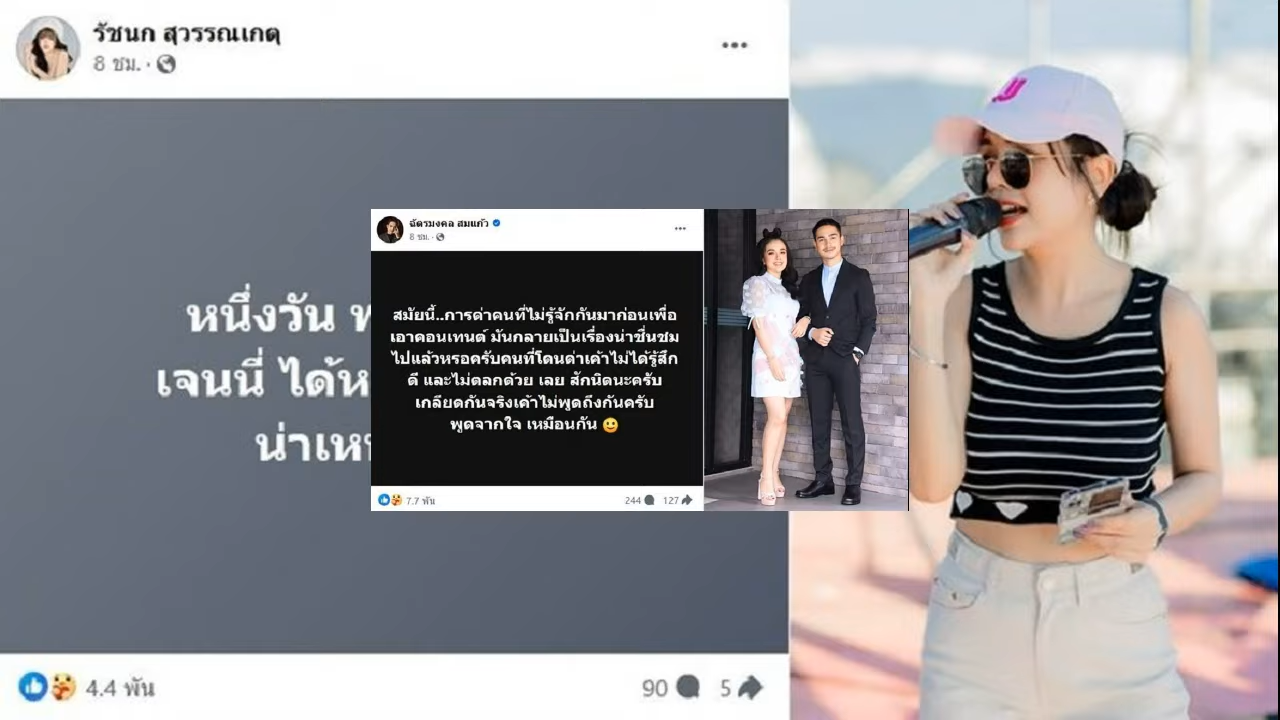 รัชนก สุวรรณเกตุ
8 ชม.
หนึ่งวัน
เจนนี่ ได้ห
น่าเห
4.4 พัน
90
5
ฉัตรมงคล สมแก้ว
8 ชม.
สมัยนี้..การด่าคนที่ไม่รู้จักกันมาก่อนเพื่อ
เอาคอนเทนต์ มันกลายเป็นเรื่องน่าชื่นชม
ไปแล้วหรอครับคนที่โดนด่าเค้าไม่ได้รู้สึก
ดี และไม่ตลกด้วย เลย สักนิดนะครับ
เกลียดกันจริงเค้าไม่พูดถึงกันครับ
พูดจากใจ เหมือนกัน 😀
7.7 พัน
244
127